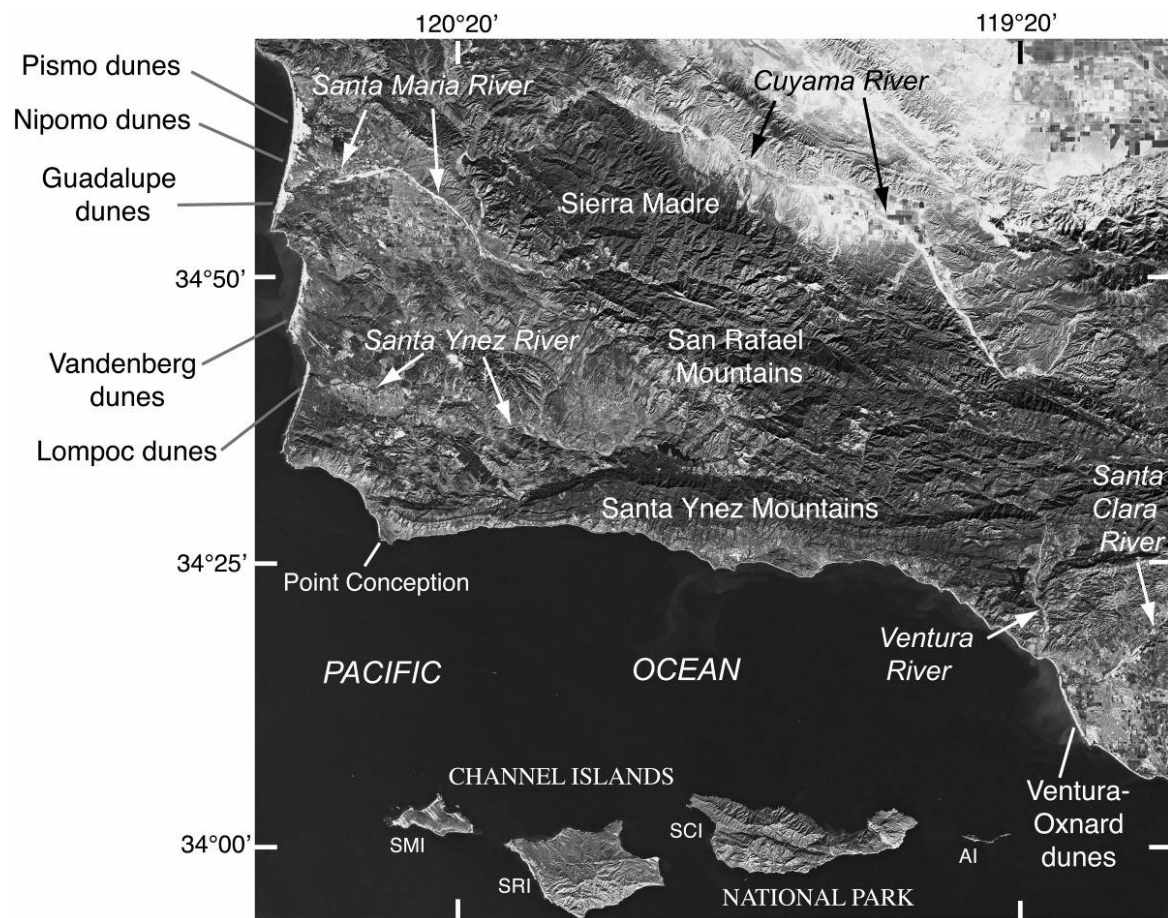 120°20’
119°20’
Pismo dunes
Santa Maria River
Cuyama River
Nipomo dunes
Guadalupe
dunes
Sierra Madre
34°50’
Santa Ynez River
San Rafael
Mountains
Vandenberg
dunes
Lompoc dunes
Santa
Clara
River
Santa Ynez Mountains
34°25’
Point Conception
Ventura
River
PACIFIC
OCEAN
CHANNEL ISLANDS
Ventura-
Oxnard
dunes
34°00’
SMI
SCI
AI
SRI
NATIONAL PARK